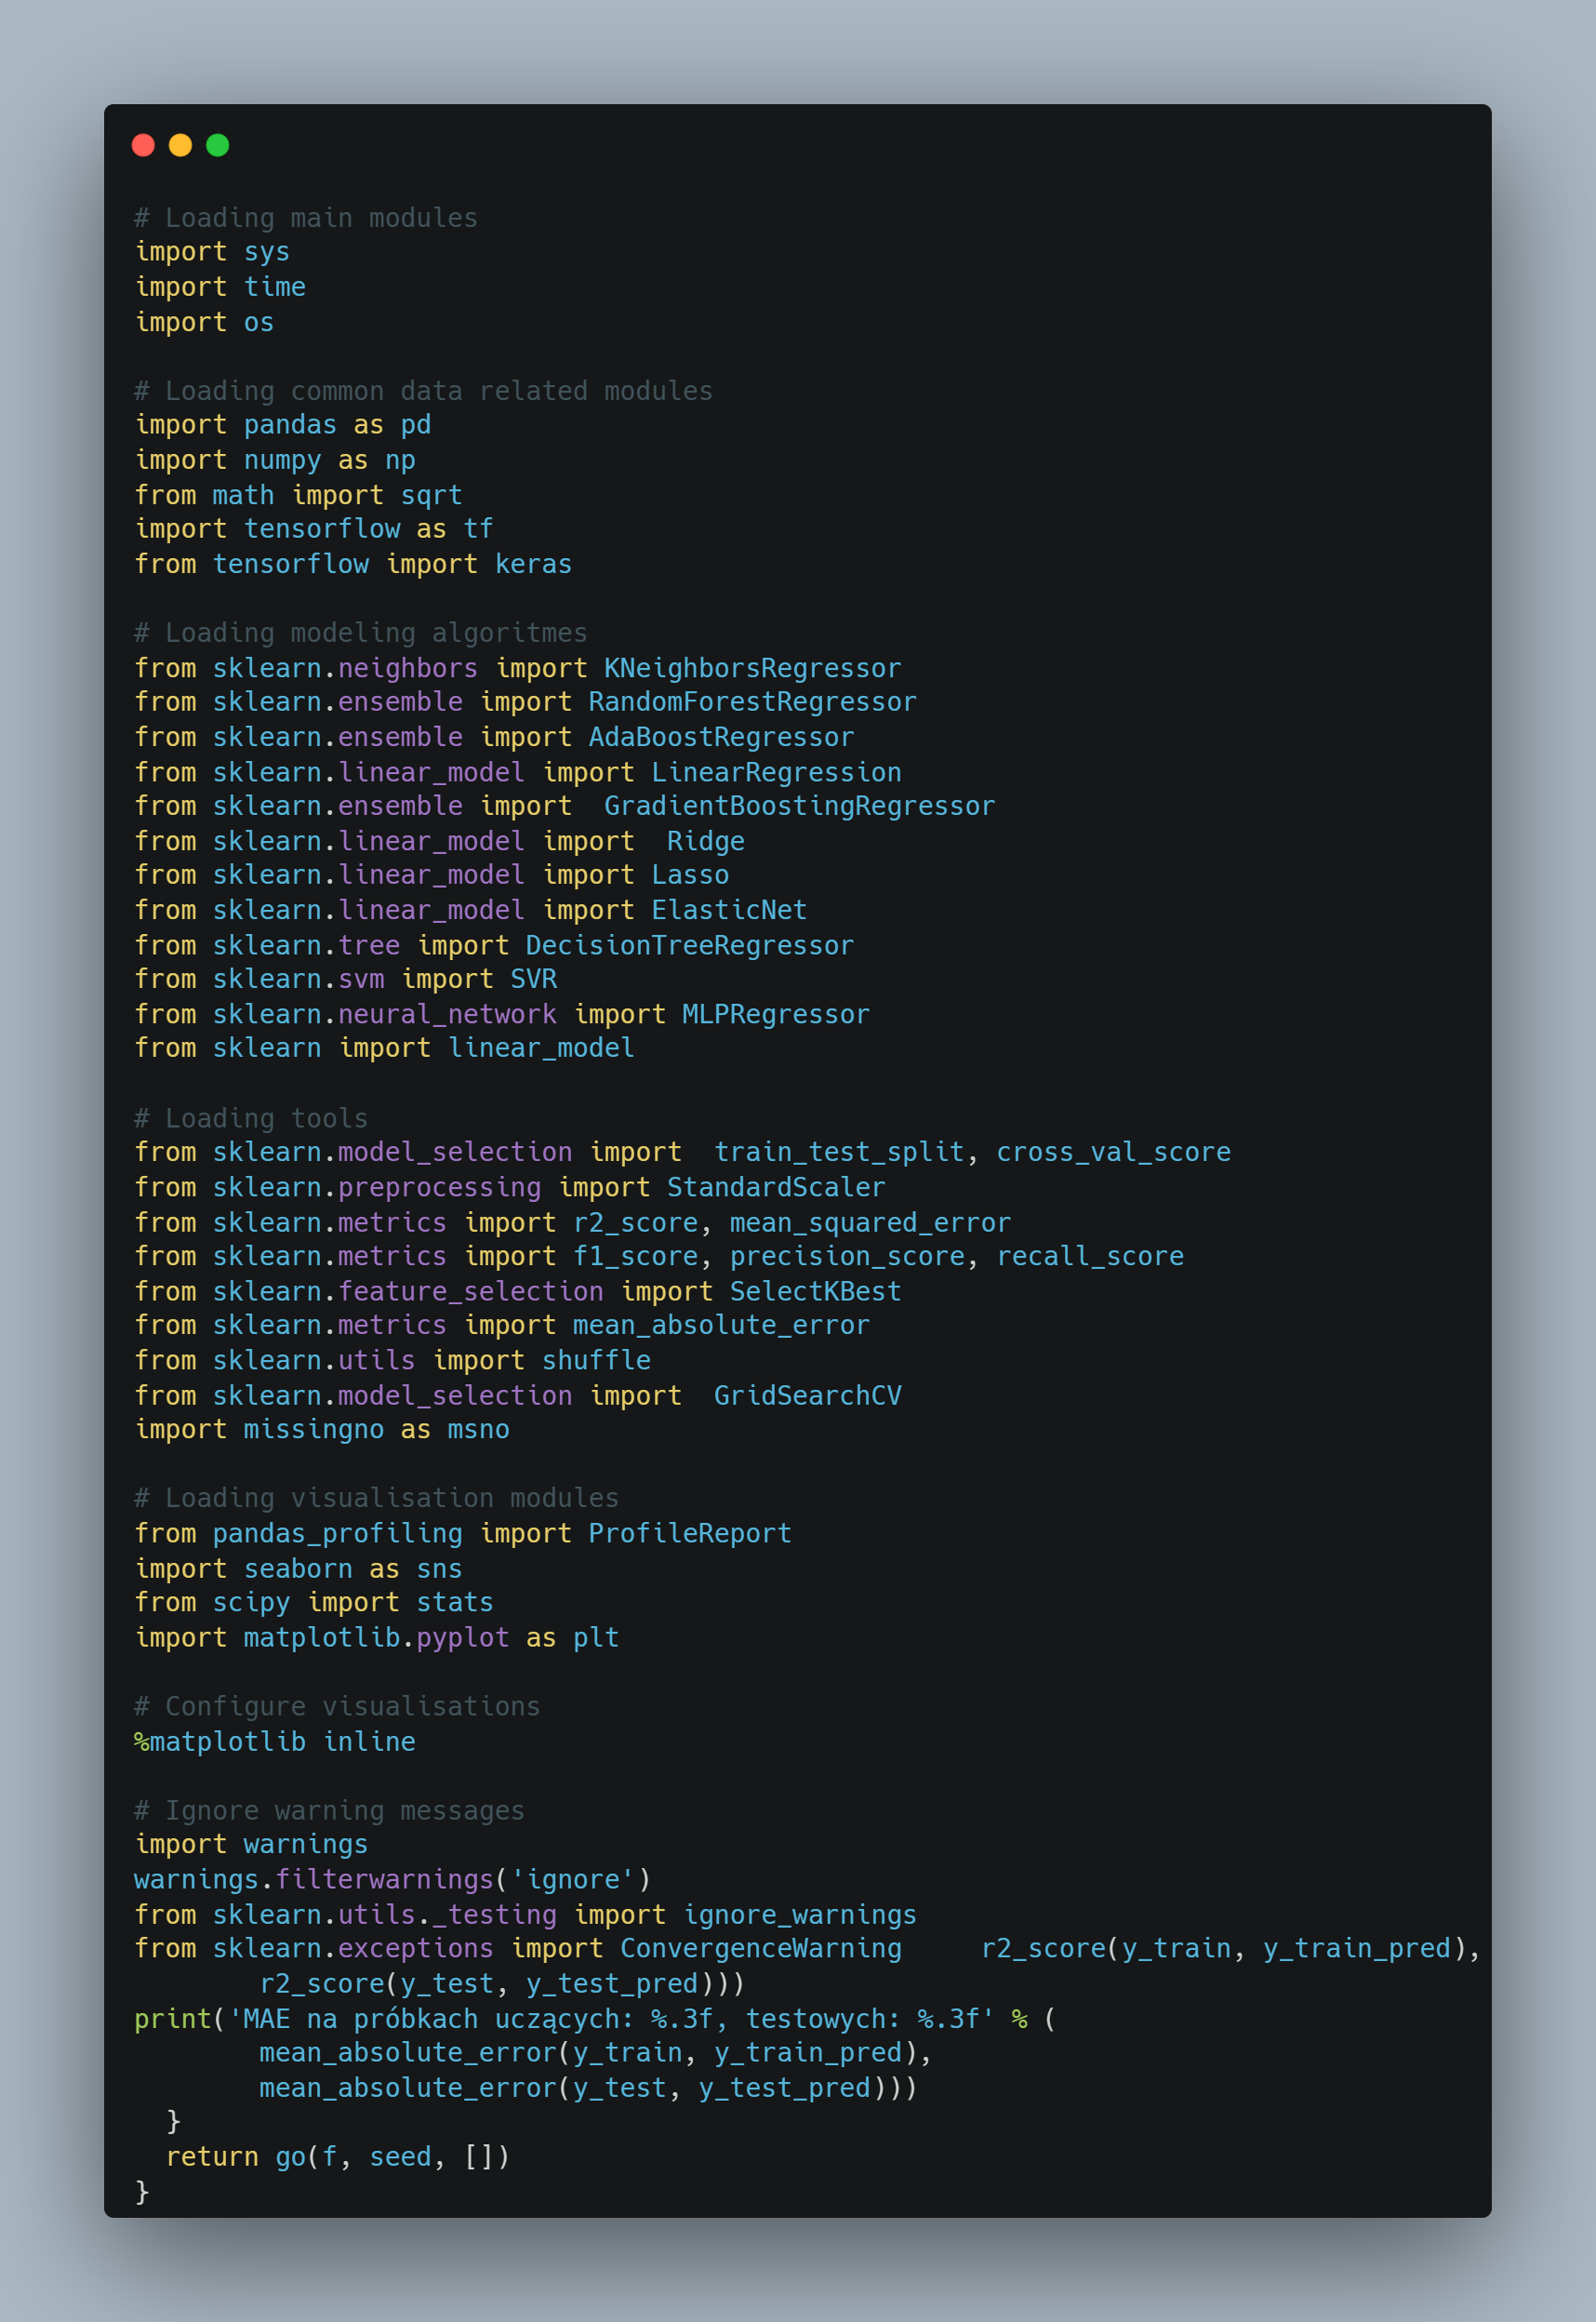 # Loading main modules
import sys
import time
import os
# Loading common data related modules
import pandas as pd
import numpy as np
from math import sqrt
import tensorflow as tf
from tensorflow import keras
# Loading modeling algoritmes
from sklearn.neighbors import KNeighborsRegressor
from sklearn.ensemble import RandomForestRegressor
from sklearn.ensemble import AdaBoostRegressor
from sklearn.linear_model import LinearRegression
from sklearn.ensemble import  GradientBoostingRegressor
from sklearn.linear_model import  Ridge
from sklearn.linear_model import Lasso
from sklearn.linear_model import ElasticNet
from sklearn.tree import DecisionTreeRegressor
from sklearn.svm import SVR
from sklearn.neural_network import MLPRegressor
from sklearn import linear_model
# Loading tools
from sklearn.model_selection import  train_test_split, cross_val_score
from sklearn.preprocessing import StandardScaler
from sklearn.metrics import r2_score, mean_squared_error
from sklearn.metrics import f1_score, precision_score, recall_score
from sklearn.feature_selection import SelectKBest
from sklearn.metrics import mean_absolute_error
from sklearn.utils import shuffle
from sklearn.model_selection import  GridSearchCV
import missingno as msno
# Loading visualisation modules
from pandas_profiling import ProfileReport
import seaborn as sns
from scipy import stats
import matplotlib.pyplot as plt
# Configure visualisations
%matplotlib inline
# Ignore warning messages
import warnings
warnings.filterwarnings('ignore')
from sklearn.utils._testing import ignore_warnings
from sklearn.exceptions import ConvergenceWarning     r2_score(y_train, y_train_pred),
        r2_score(y_test, y_test_pred)))
print('MAE na próbkach uczących: %.3f, testowych: %.3f' % (
        mean_absolute_error(y_train, y_train_pred),
        mean_absolute_error(y_test, y_test_pred)))
  }
  return go(f, seed, [])
}